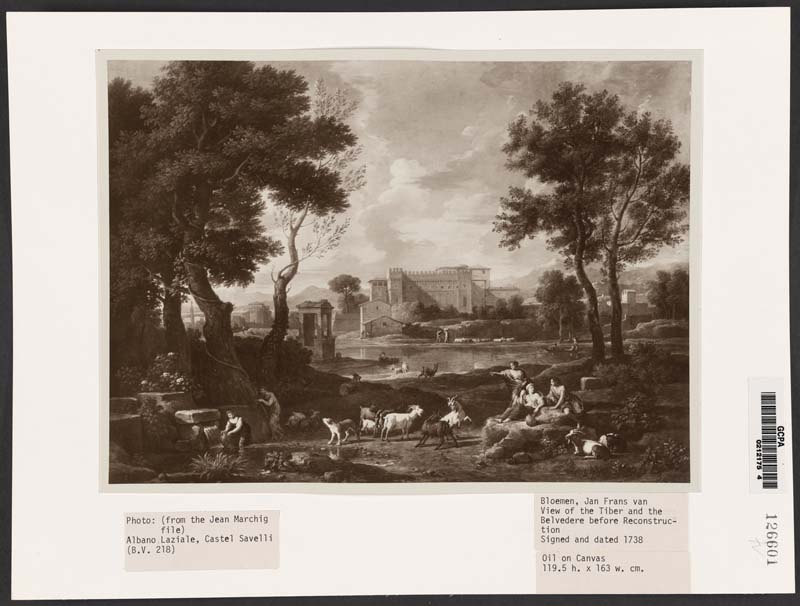 Photo: (from the Jean Marchig
file)
Albano Laziale, Castel Savelli
(B.V. 218)
Bloemen, Jan Frans van
View of the Tiber and the
Belvedere before Reconstruc-
tion
Signed and dated 1738
Oil on Canvas
119.5 h. x 163 w. cm.
GCPA
0212175 4
126601